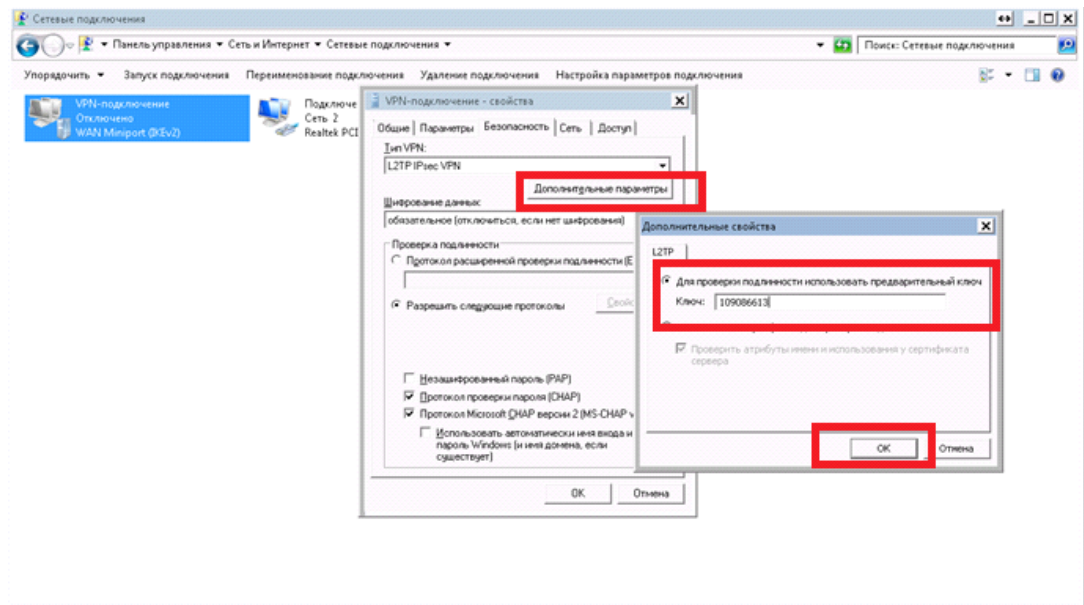 Сетевые подключения
Панель управления ▾ Сеть и Интернет ▾ Сетевые подключения ▾
Поиск: Сетевые подключения
Упорядочить ▾ Запуск подключения Переименование подключения Удаление подключения Настройка параметров подключения
VPN-подключение
Отключено
WAN Miniport (IKEv2)
Подключе
Сеть 2
Realtek PCI
VPN-подключение - свойства
Общие Параметры Безопасность Сеть Доступ
Тип VPN:
L2TP IPsec VPN
Дополнительные параметры
Шифрование данных:
обязательное (отключиться, если нет шифрования)
Проверка подлинности
Протокол расширенной проверки подлинности (E
Разрешить следующие протоколы
Свойс
Незашифрованный пароль (PAP)
Протокол проверки пароля (CHAP)
Протокол Microsoft CHAP версии 2 (MS-CHAP v
Использовать автоматически имя входа и
пароль Windows (и имя домена, если
существует)
OK Отмена
Дополнительные свойства
L2TP
Для проверки подлинности использовать предварительный ключ
Ключ: 109086613
Проверить атрибуты имени и использования у сертификата
сервера
OK Отмена